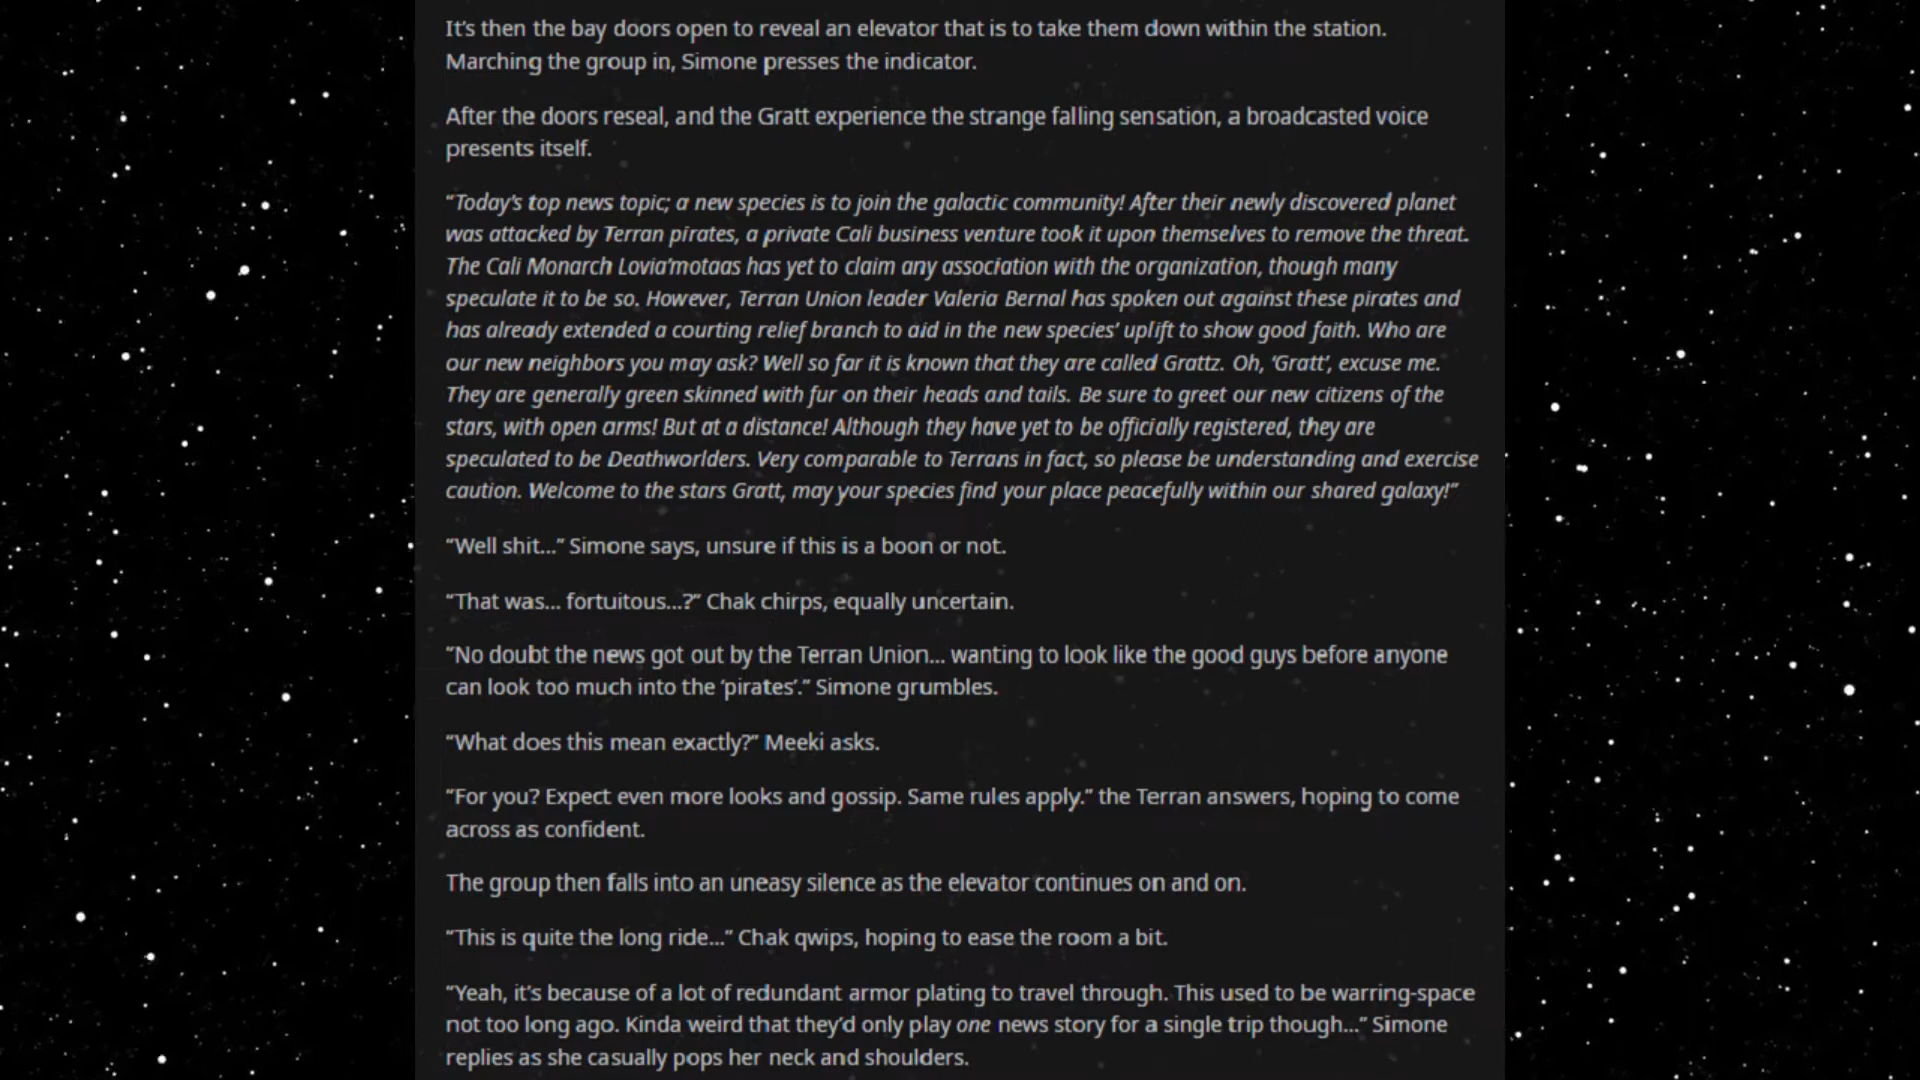 It’s then the bay doors open to reveal an elevator that is to take them down within the station.
Marching the group in, Simone presses the indicator.
After the doors reseal, and the Gratt experience the strange falling sensation, a broadcasted voice
presents itself.
“Today’s top news topic; a new species is to join the galactic community! After their newly discovered planet
was attacked by Terran pirates, a private Cali business venture took it upon themselves to remove the threat.
The Cali Monarch Lovia’motaas has yet to claim any association with the organization, though many
speculate it to be so. However, Terran Union leader Valeria Bernal has spoken out against these pirates and
has already extended a courting relief branch to aid in the new species’ uplift to show good faith. Who are
our new neighbors you may ask? Well so far it is known that they are called Grattz. Oh, ‘Gratt’, excuse me.
They are generally green skinned with fur on their heads and tails. Be sure to greet our new citizens of the
stars, with open arms! But at a distance! Although they have yet to be officially registered, they are
speculated to be Deathworlders. Very comparable to Terrans in fact, so please be understanding and exercise
caution. Welcome to the stars Gratt, may your species find your place peacefully within our shared galaxy!”
“Well shit...” Simone says, unsure if this is a boon or not.
“That was... fortuitous...?” Chak chirps, equally uncertain.
“No doubt the news got out by the Terran Union... wanting to look like the good guys before anyone
can look too much into the ‘pirates’.” Simone grumbles.
“What does this mean exactly?” Meeki asks.
“For you? Expect even more looks and gossip. Same rules apply.” the Terran answers, hoping to come
across as confident.
The group then falls into an uneasy silence as the elevator continues on and on.
“This is quite the long ride...” Chak qwips, hoping to ease the room a bit.
“Yeah, it’s because of a lot of redundant armor plating to travel through. This used to be warring-space
not too long ago. Kinda weird that they’d only play one news story for a single trip though...” Simone
replies as she casually pops her neck and shoulders.